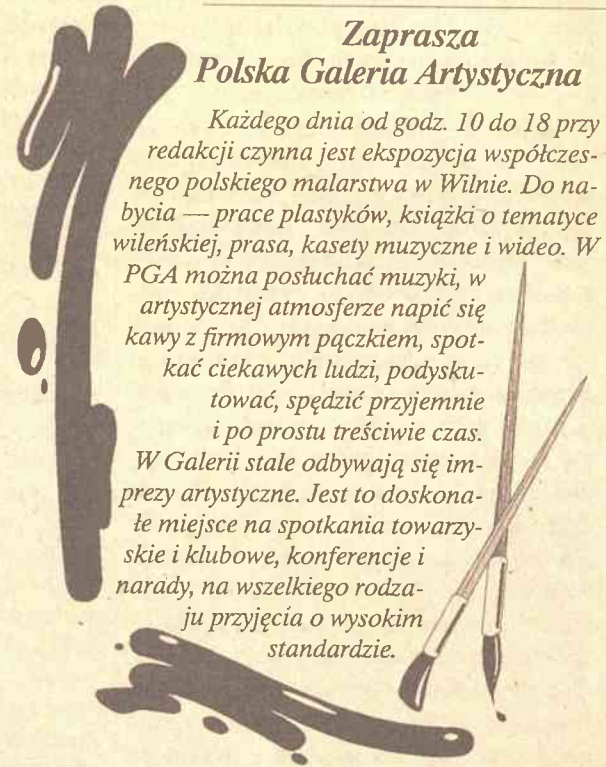 Zaprasza
Polska Galeria Artystyczna
Każdego dnia od godz. 10 do 18 przy
redakcji czynna jest ekspozycja współczes-
nego polskiego malarstwa w Wilnie. Do na-
bycia — prace plastyków, książki o tematyce
wileńskiej, prasa, kasety muzyczne i wideo. W
PGA można posłuchać muzyki, w
artystycznej atmosferze napić się
kawy z firmowym pączkiem, spot-
kać ciekawych ludzi, podysku-
tować, spędzić przyjemnie
i po prostu treściwie czas.
W Galerii stale odbywają się im-
prezy artystyczne. Jest to doskona-
łe miejsce na spotkania towarzy-
skie i klubowe, konferencje i
narady, na wszelkiego rodza-
ju przyjęcia o wysokim
standardzie.